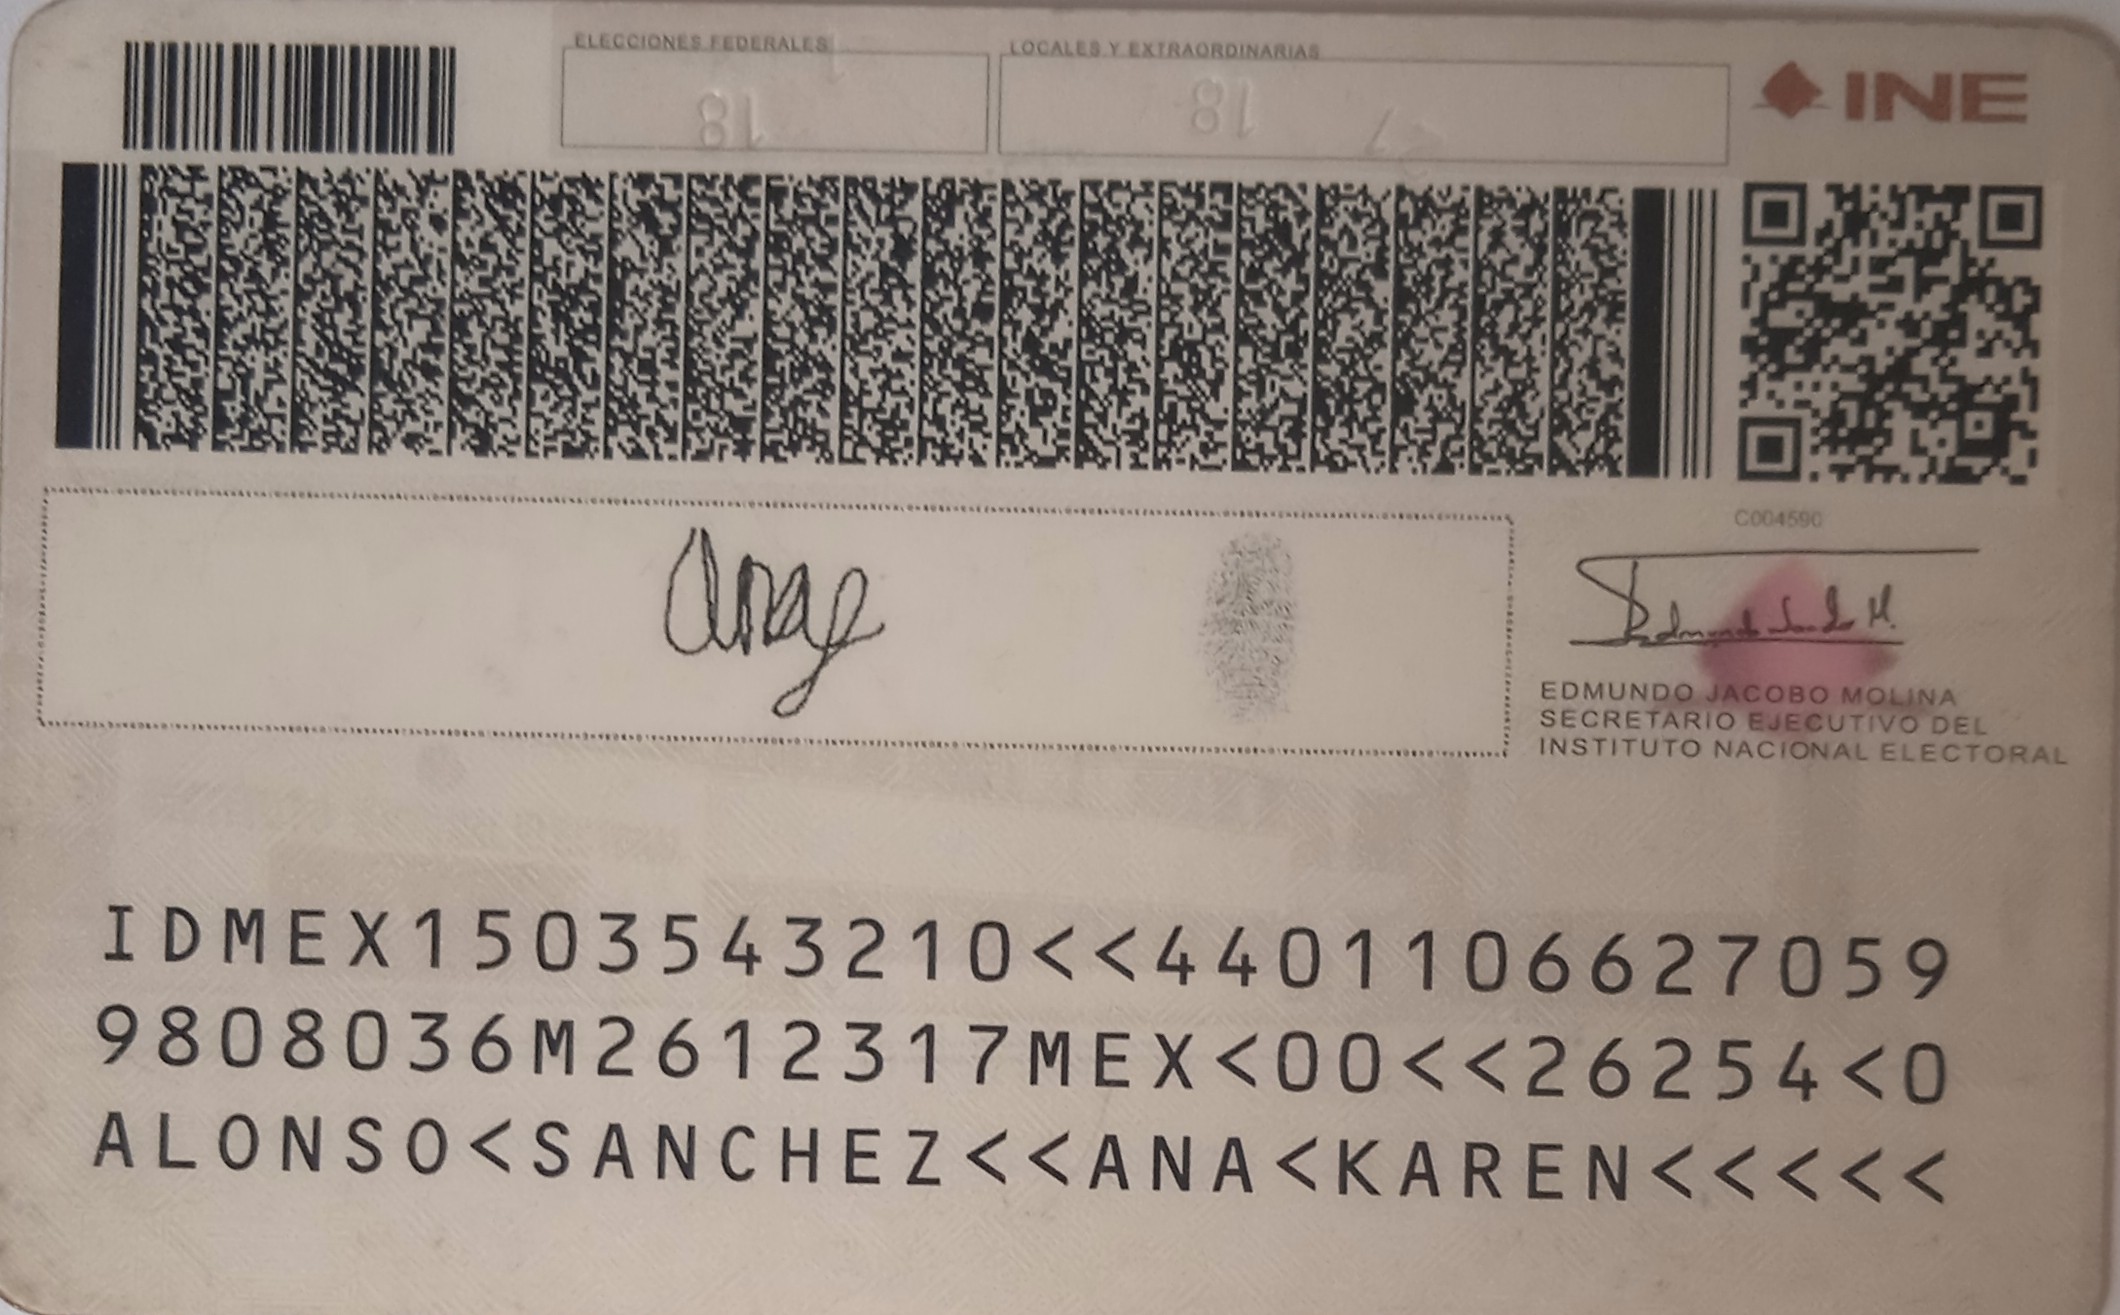 ELECCIONES FEDERALES
LOCALES Y EXTRAORDINARIAS
INE
18
18
C004590
EDMUNDO JACOBO MOLINA
SECRETARIO EJECUTIVO DEL
INSTITUTO NACIONAL ELECTORAL
IDMEX1503543210<<4401106627059
9808036M2612317MEX<00<<26254<0
ALONSO<SANCHEZ<<ANA<KAREN<<<<<